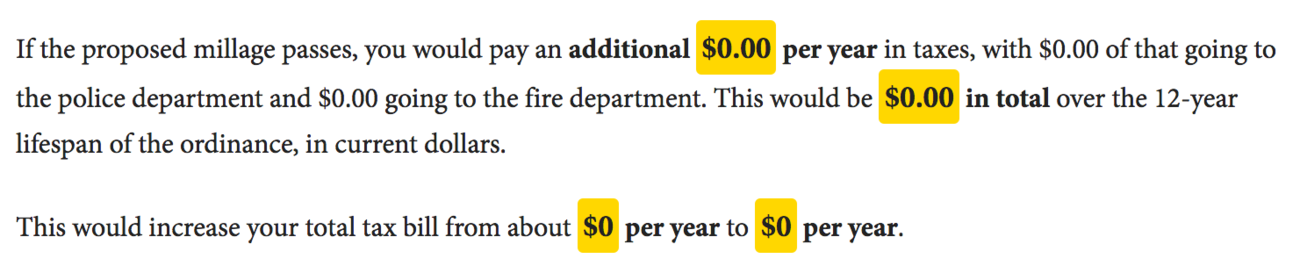 If the proposed millage passes, you would pay an additional $0.00 per year in taxes, with $0.00 of that going to
the police department and $0.00 going to the fire department. This would be $0.00 in total over the 12-year
lifespan of the ordinance, in current dollars.
This would increase your total tax bill from about $0 per year to $0 per year.